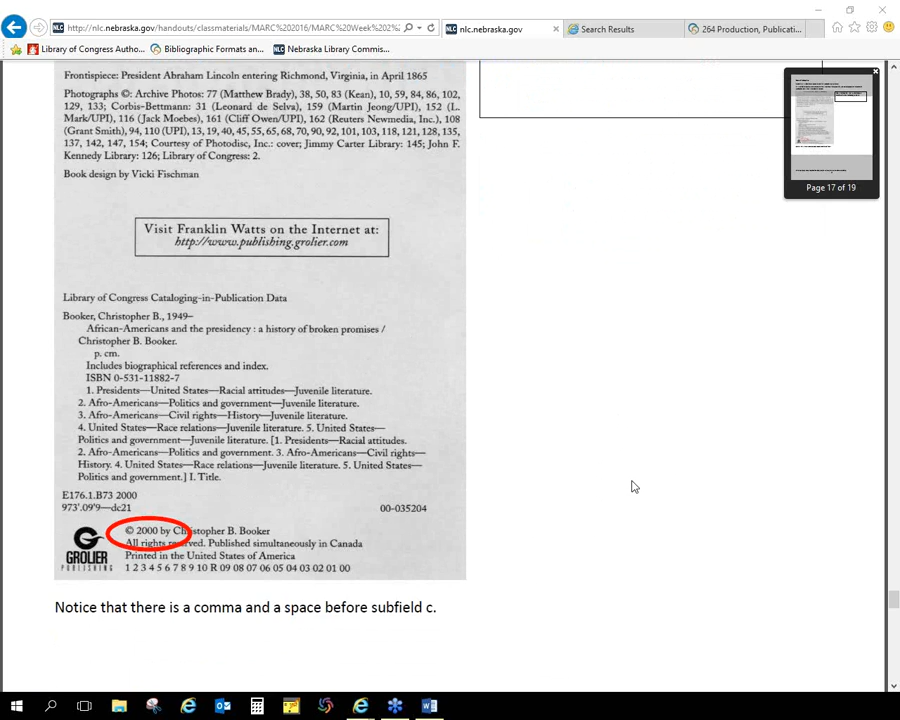 http://nlc.nebraska.gov/handouts/classmaterials/MARC%202016/MARC%20Week%202%
nlc.nebraska.gov
Search Results
264 Production, Publicati...
Library of Congress Autho...
Bibliographic Formats an...
Nebraska Library Commis...
Frontispiece: President Abraham Lincoln entering Richmond, Virginia, in April 1865
Photographs ©: Archive Photos: 77 (Matthew Brady), 38, 50, 83 (Kean), 10, 59, 84, 86, 102,
129, 133; Corbis-Bettmann: 31 (Leonard de Selva), 159 (Martin Jeong/UPI), 152 (L.
Mark/UPI), 116 (Jack Moebes), 161 (Cliff Owen/UPI), 162 (Reuters Newmedia, Inc.), 108
(Grant Smith), 94, 110 (UPI), 13, 19, 40, 45, 55, 65, 68, 70, 90, 92, 101, 103, 118, 121, 128, 135,
137, 142, 147, 154; Courtesy of Photodisc, Inc.: cover; Jimmy Carter Library: 145; John F.
Kennedy Library: 126; Library of Congress: 2.
Book design by Vicki Fischman
Visit Franklin Watts on the Internet at:
http://www.publishing.grolier.com
Library of Congress Cataloging-in-Publication Data
Booker, Christopher B., 1949–
African-Americans and the presidency : a history of broken promises /
Christopher B. Booker.
p. cm.
Includes biographical references and index.
ISBN 0-531-11882-7
1. Presidents—United States—Racial attitudes—Juvenile literature.
2. Afro-Americans—Politics and government—Juvenile literature.
3. Afro-Americans—Civil rights—History—Juvenile literature.
4. United States—Race relations—Juvenile literature. 5. United States—
Politics and government—Juvenile literature. [1. Presidents—Racial attitudes.
2. Afro-Americans—Politics and government. 3. Afro-Americans—Civil rights—
History. 4. United States—Race relations—Juvenile literature. 5. United States—
Politics and government.] I. Title.
E176.1.B73 2000
973'.09'9—dc21 00-035204
© 2000 by Christopher B. Booker
All rights reserved. Published simultaneously in Canada
Printed in the United States of America
1 2 3 4 5 6 7 8 9 10 R 09 08 07 06 05 04 03 02 01 00
GROLIER
PUBLISHING
Notice that there is a comma and a space before subfield c.
Page 17 of 19